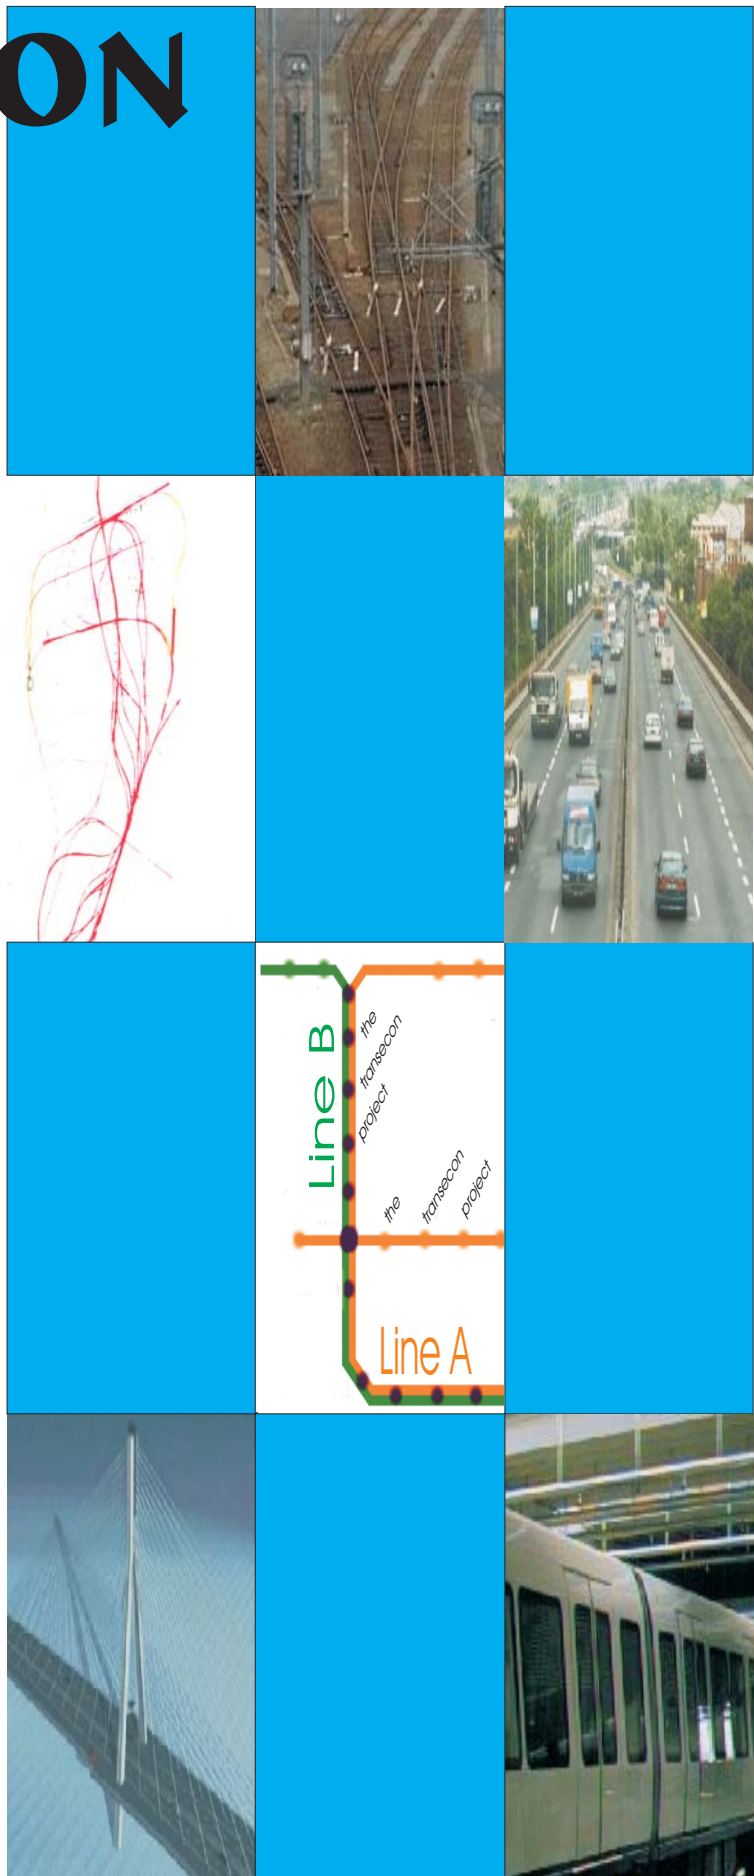 ON
Line B
the
transecon
project
the
transecon
project
Line A